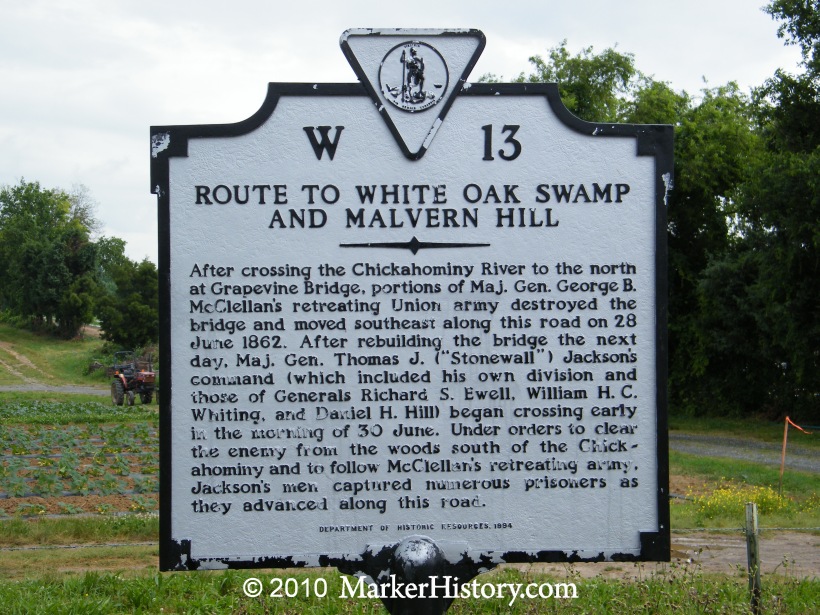 W 13
ROUTE TO WHITE OAK SWAMP
AND MALVERN HILL
After crossing the Chickahominy River to the north
at Grapevine Bridge, portions of Maj. Gen. George B.
McClellan's retreating Union army destroyed the
bridge and moved southeast along this road on 28
June 1862. After rebuilding the bridge the next
day, Maj. Gen. Thomas J. ("Stonewall") Jackson's
command (which included his own division and
those of Generals Richard S. Ewell, William H. C.
Whiting, and Daniel H. Hill) began crossing early
in the morning of 30 June. Under orders to clear
the enemy from the woods south of the Chick-
ahominy and to follow McClellan's retreating army,
Jackson's men captured numerous prisoners as
they advanced along this road.
DEPARTMENT OF HISTORIC RESOURCES, 1994
© 2010 MarkerHistory.com